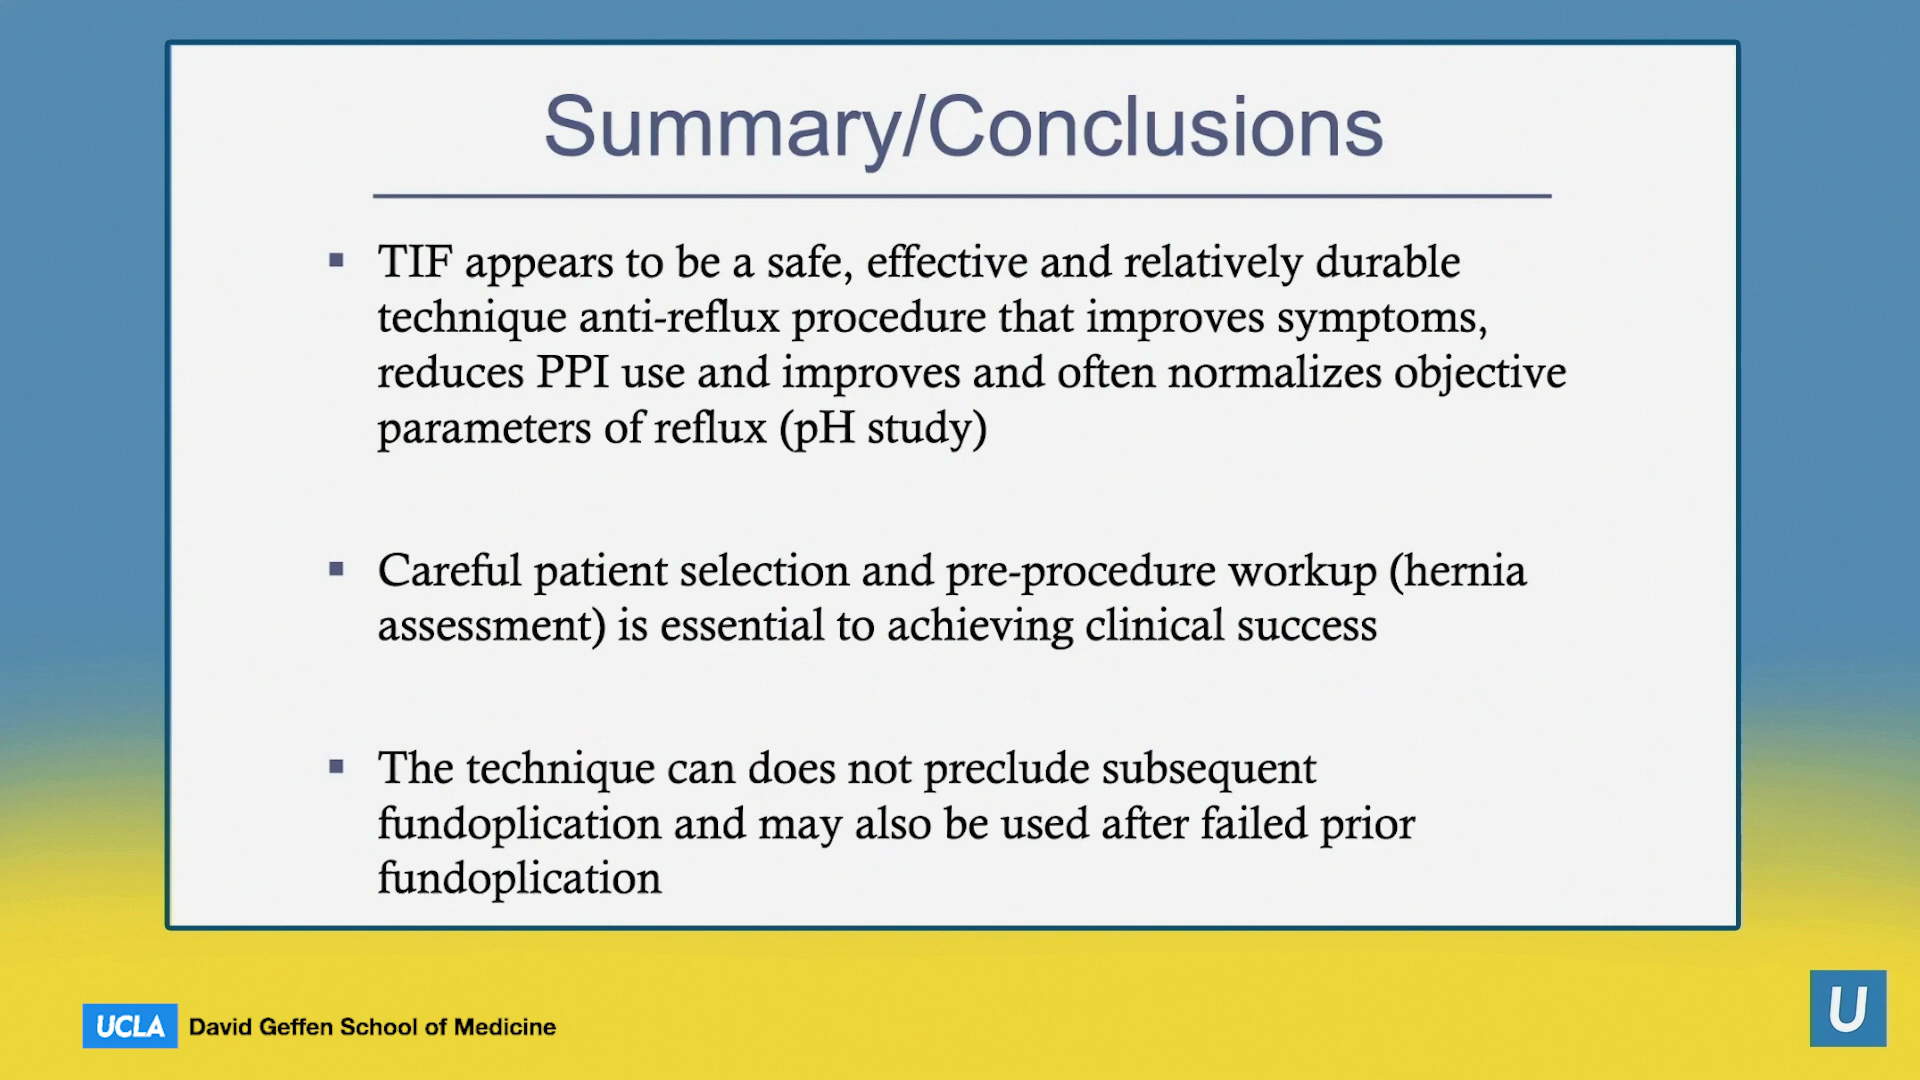 Summary/Conclusions
▪ TIF appears to be a safe, effective and relatively durable
technique anti-reflux procedure that improves symptoms,
reduces PPI use and improves and often normalizes objective
parameters of reflux (pH study)
▪ Careful patient selection and pre-procedure workup (hernia
assessment) is essential to achieving clinical success
▪ The technique can does not preclude subsequent
fundoplication and may also be used after failed prior
fundoplication
UCLA David Geffen School of Medicine
U